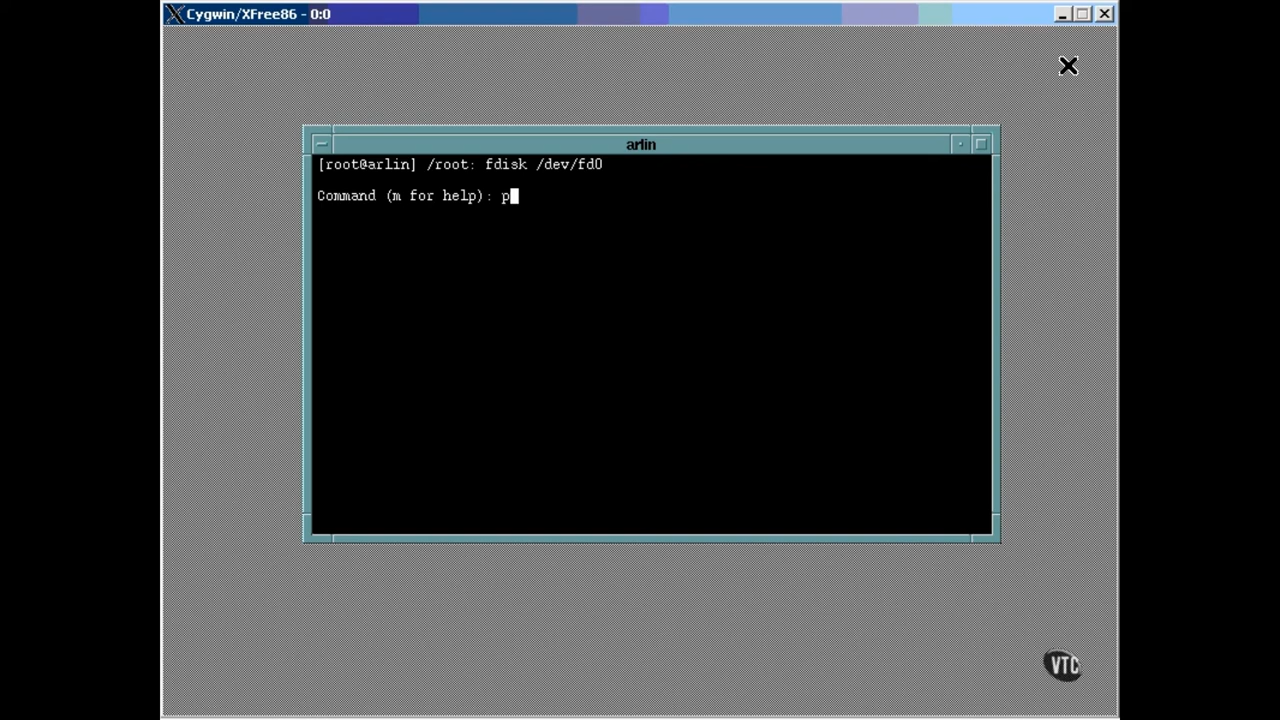 Cygwin/XFree86 - 0:0
arlin
[root@arlin] /root: fdisk /dev/fd0
Command (m for help): p
VTC